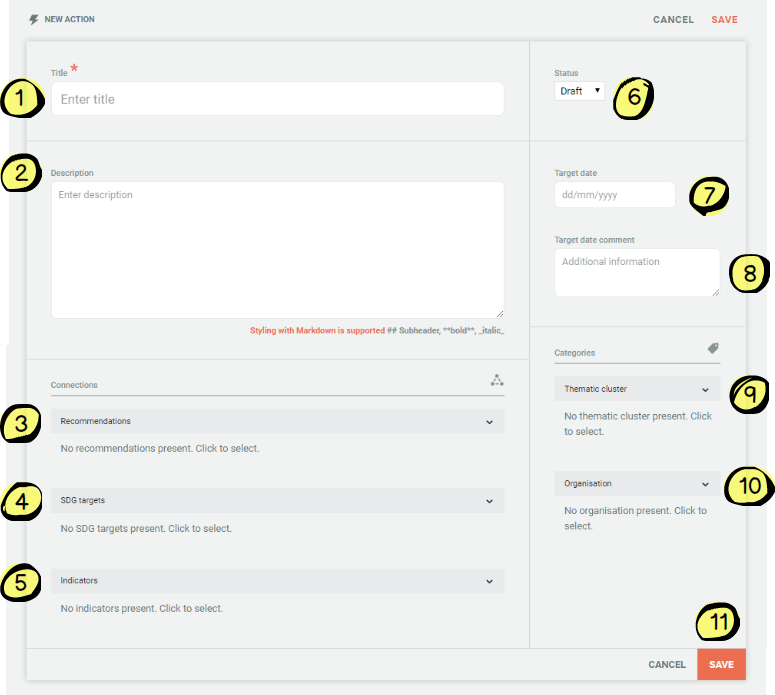 NEW ACTION
CANCEL SAVE
Title *
1
Enter title
Status
Draft
6
2
Description
Enter description
Styling with Markdown is supported ## Subheader, **bold**, _italic_
Target date
dd/mm/yyyy
7
Target date comment
Additional information
8
Connections
3
Recommendations
No recommendations present. Click to select.
4
SDG targets
No SDG targets present. Click to select.
5
Indicators
No indicators present. Click to select.
Categories
Thematic cluster
9
No thematic cluster present. Click
to select.
Organisation
10
No organisation present. Click to
select.
11
CANCEL SAVE